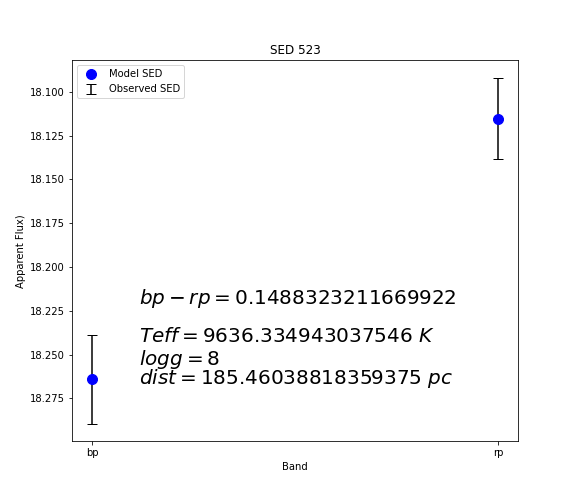 SED 523
Model SED
Observed SED
18.100
18.125
18.150
18.175
18.200
18.225
18.250
18.275
Apparent Flux)
bp − rp = 0.1488323211669922
Teff = 9636.334943037546 K
logg = 8
dist = 185.46038818359375 pc
bp
rp
Band